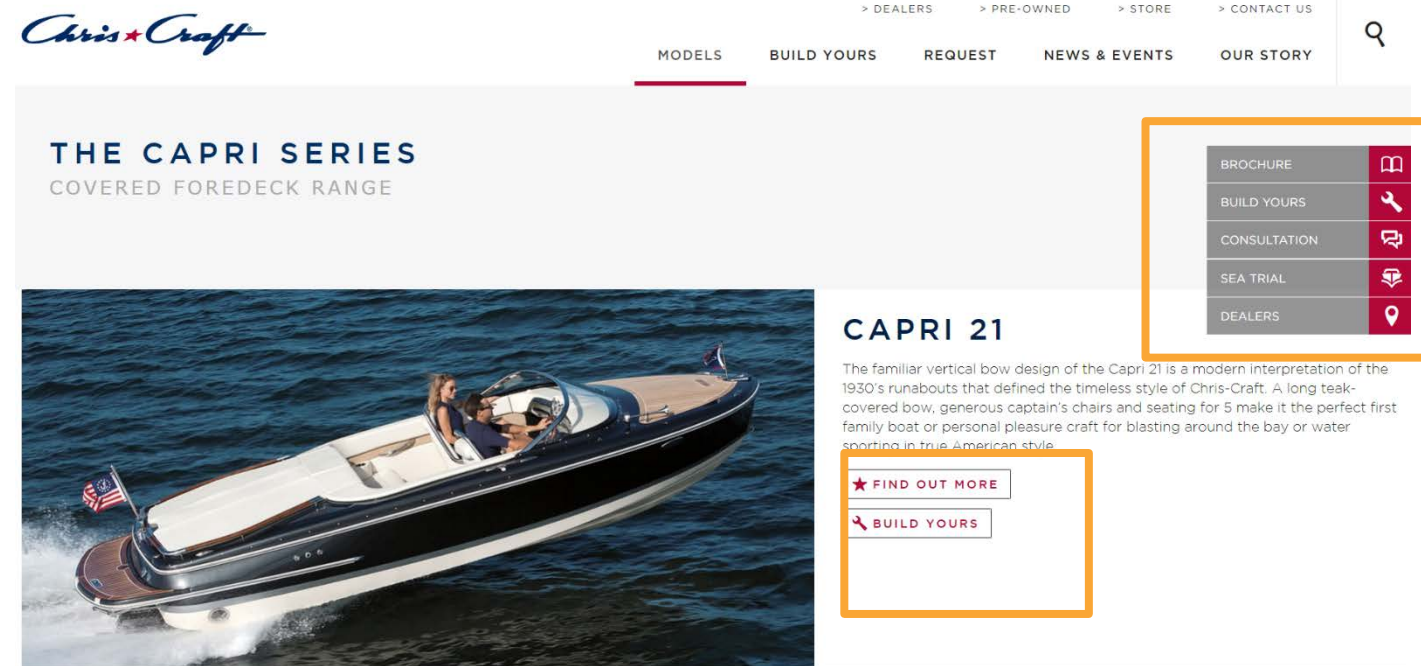 Chris★Craft
> DEALERS > PRE-OWNED > STORE > CONTACT US
MODELS BUILD YOURS REQUEST NEWS & EVENTS OUR STORY
THE CAPRI SERIES
COVERED FOREDECK RANGE
BROCHURE
BUILD YOURS
CONSULTATION
SEA TRIAL
DEALERS
CAPRI 21
The familiar vertical bow design of the Capri 21 is a modern interpretation of the
1930's runabouts that defined the timeless style of Chris-Craft. A long teak-
covered bow, generous captain's chairs and seating for 5 make it the perfect first
family boat or personal pleasure craft for blasting around the bay or water
sporting in true American style
★ FIND OUT MORE
BUILD YOURS